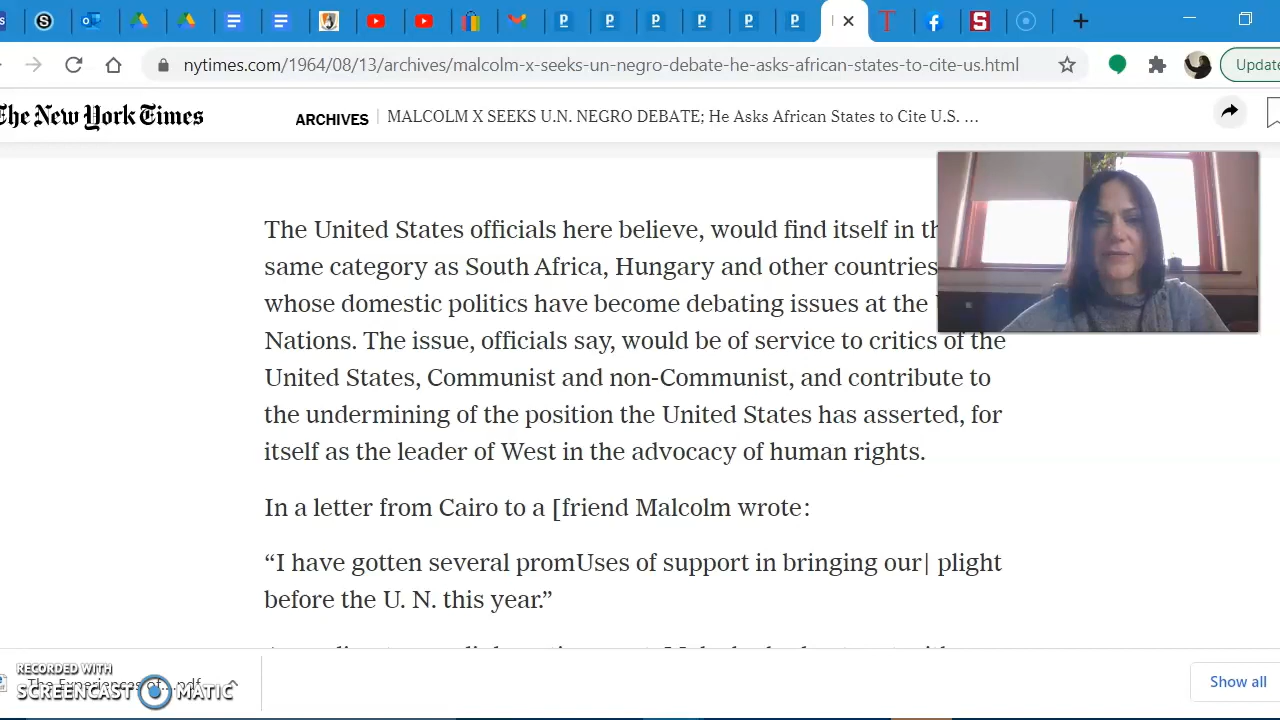 nytimes.com/1964/08/13/archives/malcolm-x-seeks-un-negro-debate-he-asks-african-states-to-cite-us.html
Update
The New York Times
ARCHIVES
MALCOLM X SEEKS U.N. NEGRO DEBATE; He Asks African States to Cite U.S. ...
The United States officials here believe, would find itself in
same category as South Africa, Hungary and other countries
whose domestic politics have become debating issues at the
Nations. The issue, officials say, would be of service to critics of the
United States, Communist and non-Communist, and contribute to
the undermining of the position the United States has asserted, for
itself as the leader of West in the advocacy of human rights.
In a letter from Cairo to a [friend Malcolm wrote:
“I have gotten several promUses of support in bringing our| plight
before the U. N. this year.”
RECORDED WITH
SCREENCAST MATIC
The Experiences of...pdf
Show all